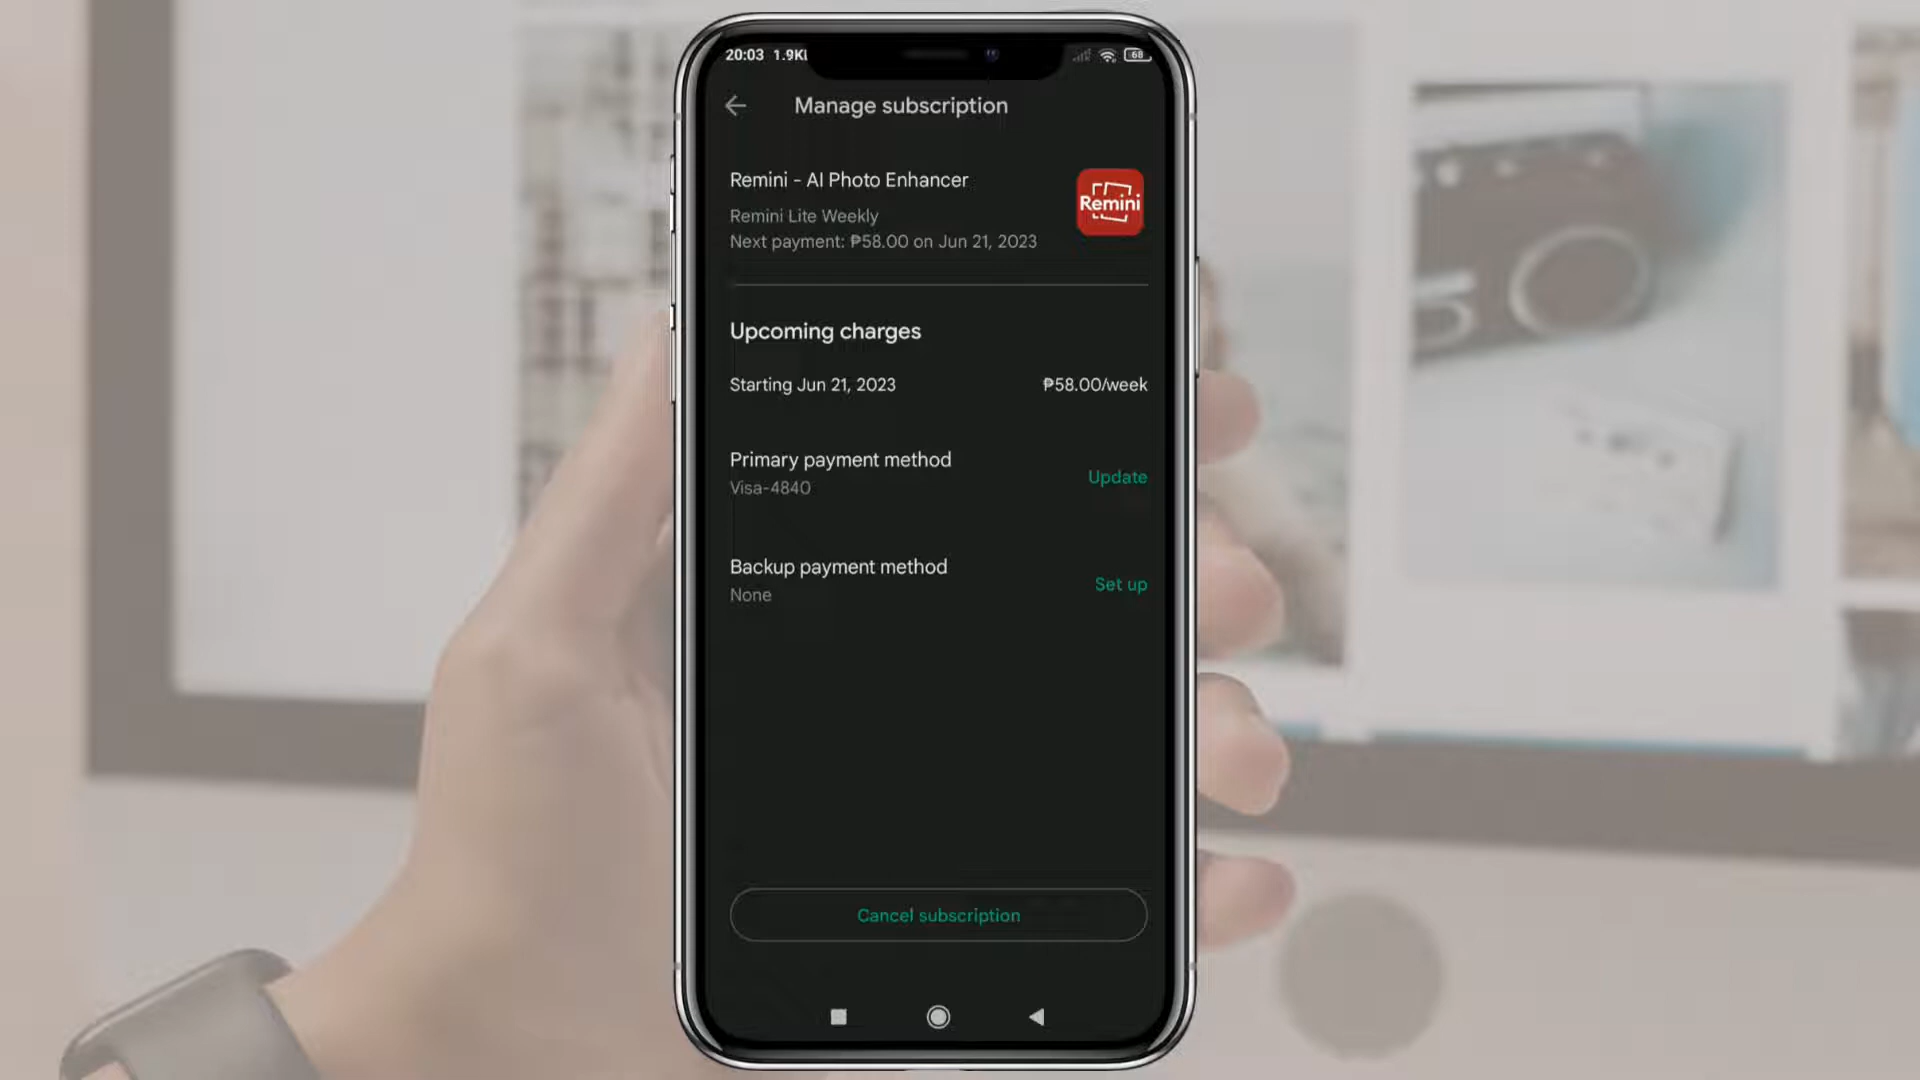 20:03 1.9K
68
Manage subscription
Remini - AI Photo Enhancer
Remini
Remini Lite Weekly
Next payment: ₱58.00 on Jun 21, 2023
Upcoming charges
Starting Jun 21, 2023 ₱58.00/week
Primary payment method
Visa-4840
Update
Backup payment method
None
Set up
Cancel subscription